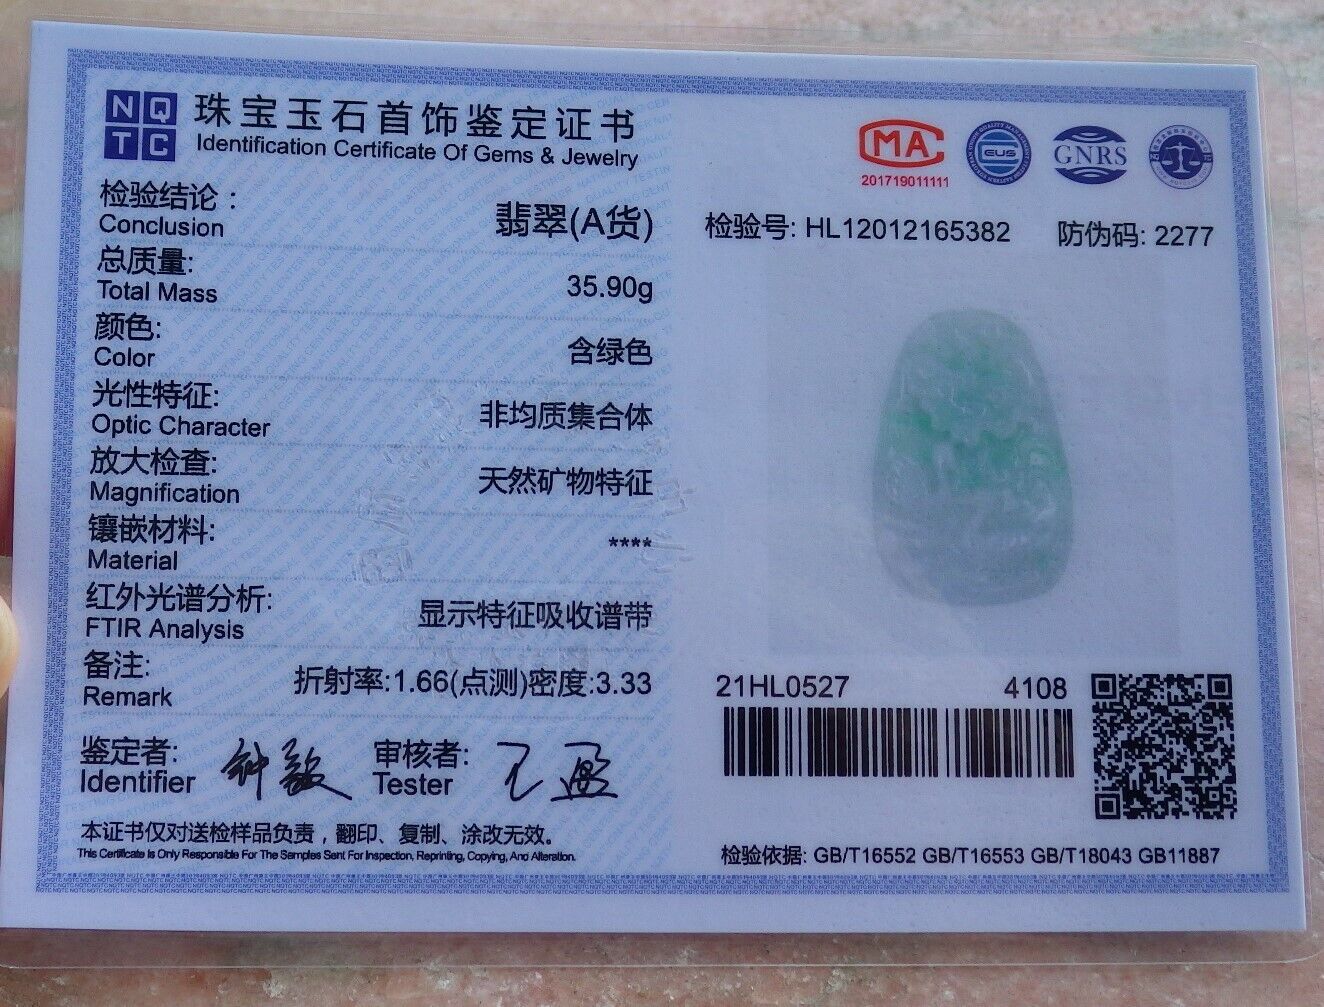 NQ
TC
珠宝玉石首饰鉴定证书
Identification Certificate Of Gems & Jewelry
CMA
201719011111
GNRS
检验结论：
Conclusion
翡翠(A货)
检验号: HL12012165382
防伪码: 2277
总质量:
Total Mass
35.90g
颜色:
Color
含绿色
光性特征:
Optic Character
非均质集合体
放大检查:
Magnification
天然矿物特征
镶嵌材料:
Material
****
红外光谱分析:
FTIR Analysis
显示特征吸收谱带
备注:
Remark
折射率:1.66(点测)密度:3.33
21HL0527
4108
鉴定者:
Identifier
审核者:
Tester
本证书仅对送检样品负责，翻印、复制、涂改无效。
This Certificate Is Only Responsible For The Samples Sent For Inspection, Reprinting, Copying, And Alteration.
检验依据: GB/T16552 GB/T16553 GB/T18043 GB11887